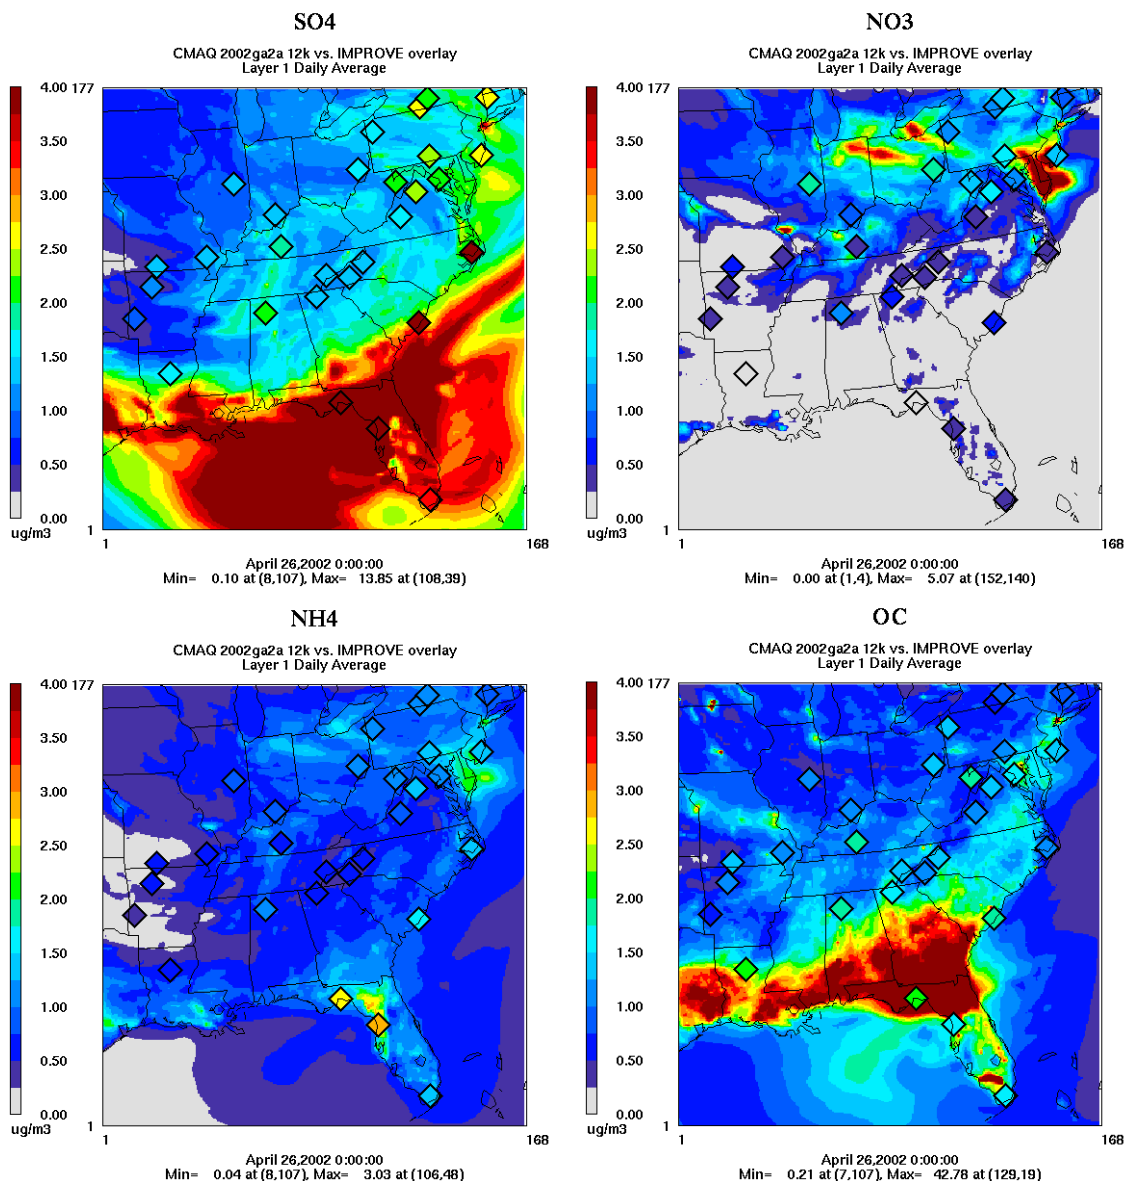 SO4
CMAQ 2002ga2a 12k vs. IMPROVE overlay
Layer 1 Daily Average
4.00 177
3.50
3.00
2.50
2.00
1.50
1.00
0.50
0.00
ug/m3
1
1
168
April 26,2002 0:00:00
Min= 0.10 at (8,107), Max= 13.85 at (108,39)
NO3
CMAQ 2002ga2a 12k vs. IMPROVE overlay
Layer 1 Daily Average
4.00 177
3.50
3.00
2.50
2.00
1.50
1.00
0.50
0.00
ug/m3
1
1
168
April 26,2002 0:00:00
Min= 0.00 at (1,4), Max= 5.07 at (152,140)
NH4
CMAQ 2002ga2a 12k vs. IMPROVE overlay
Layer 1 Daily Average
4.00 177
3.50
3.00
2.50
2.00
1.50
1.00
0.50
0.00
ug/m3
1
1
168
April 26,2002 0:00:00
Min= 0.04 at (8,107), Max= 3.03 at (106,48)
OC
CMAQ 2002ga2a 12k vs. IMPROVE overlay
Layer 1 Daily Average
4.00 177
3.50
3.00
2.50
2.00
1.50
1.00
0.50
0.00
ug/m3
1
1
168
April 26,2002 0:00:00
Min= 0.21 at (7,107), Max= 42.78 at (129,19)